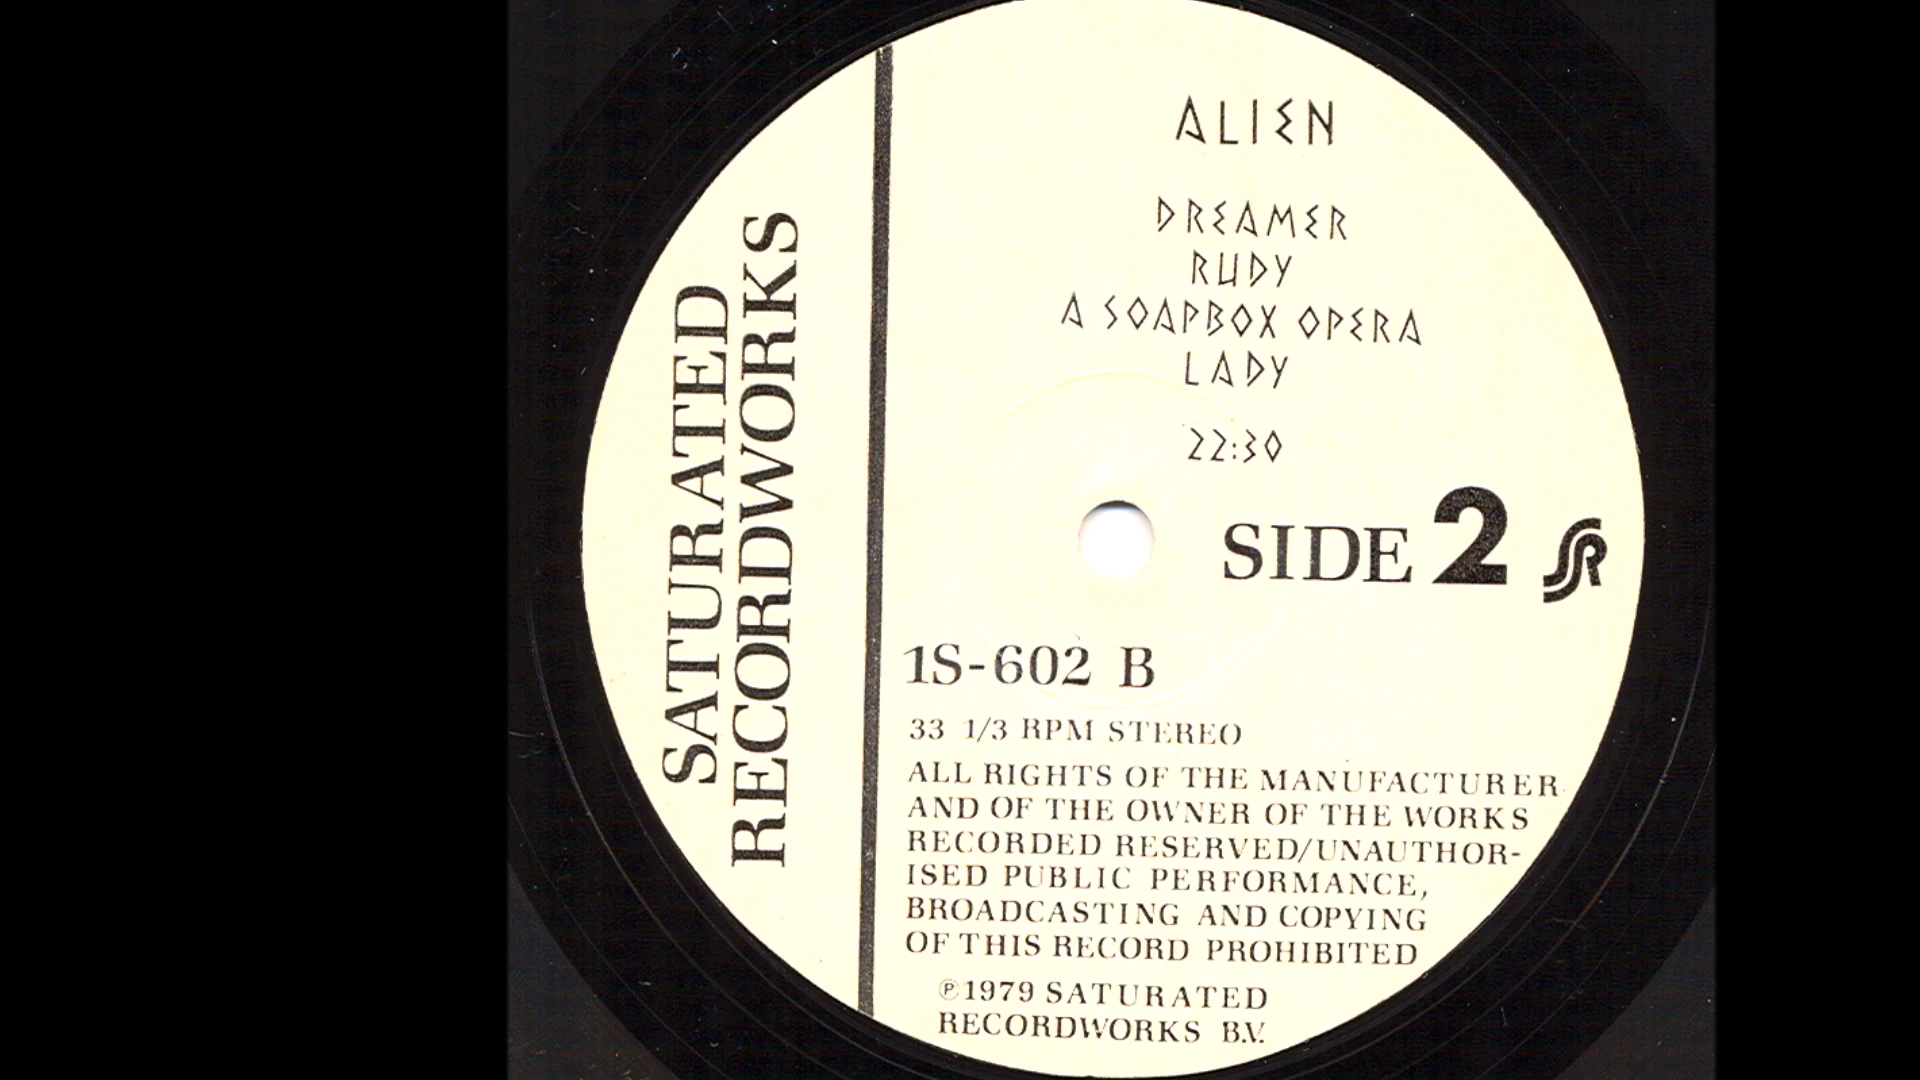 SATURATED
RECORDWORKS
ALIEN
DREAMER
RUDY
A SOAPBOX OPERA
LADY
22:30
SIDE 2 SR
1S-602 B
33 1/3 RPM STEREO
ALL RIGHTS OF THE MANUFACTURER
AND OF THE OWNER OF THE WORKS
RECORDED RESERVED/UNAUTHOR-
ISED PUBLIC PERFORMANCE,
BROADCASTING AND COPYING
OF THIS RECORD PROHIBITED
℗1979 SATURATED
RECORDWORKS B.V.